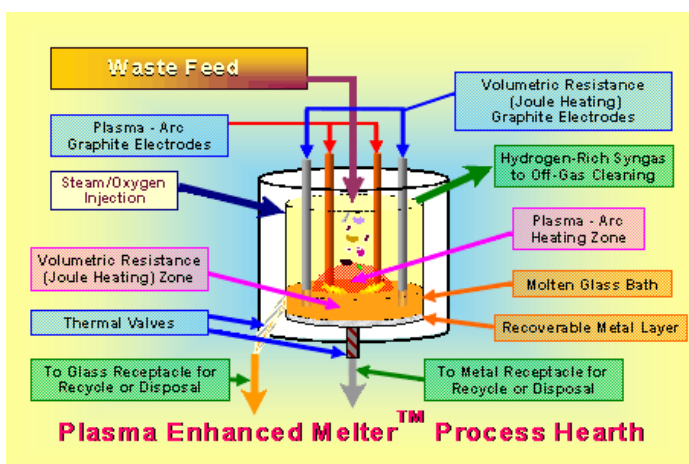 Waste Feed
Volumetric Resistance
(Joule Heating)
Graphite Electrodes
Plasma - Arc
Graphite Electrodes
Hydrogen-Rich Syngas
to Off-Gas Cleaning
Steam/Oxygen
Injection
Plasma - Arc
Heating Zone
Volumetric Resistance
(Joule Heating) Zone
Molten Glass Bath
Thermal Valves
Recoverable Metal Layer
To Glass Receptacle for
Recycle or Disposal
To Metal Receptacle for
Recycle or Disposal
Plasma Enhanced Melter™ Process Hearth